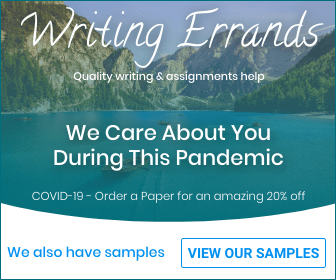 Writing Errands
Quality writing & assignments help
We Care About You
During This Pandemic
COVID-19 - Order a Paper for an amazing 20% off
We also have samples
VIEW OUR SAMPLES